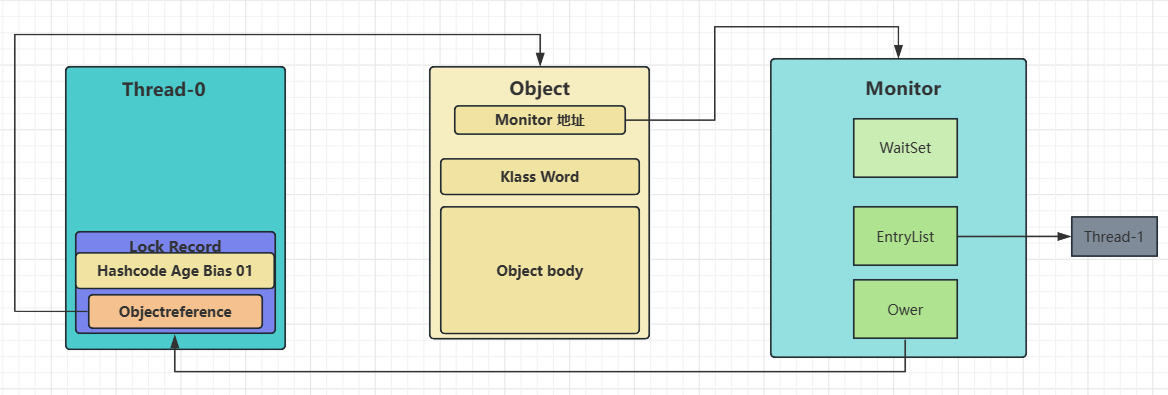 Thread-0
Lock Record
Hashcode Age Bias 01
Objectreference
Object
Monitor 地址
Klass Word
Object body
Monitor
WaitSet
EntryList
Ower
Thread-1